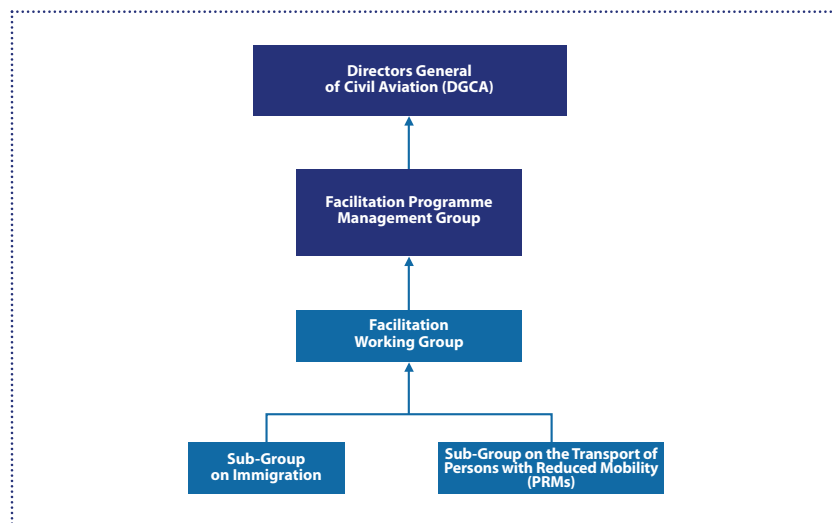 Directors General
of Civil Aviation (DGCA)
Facilitation Programme
Management Group
Facilitation
Working Group
Sub-Group
on Immigration
Sub-Group on the Transport of
Persons with Reduced Mobility
(PRMs)